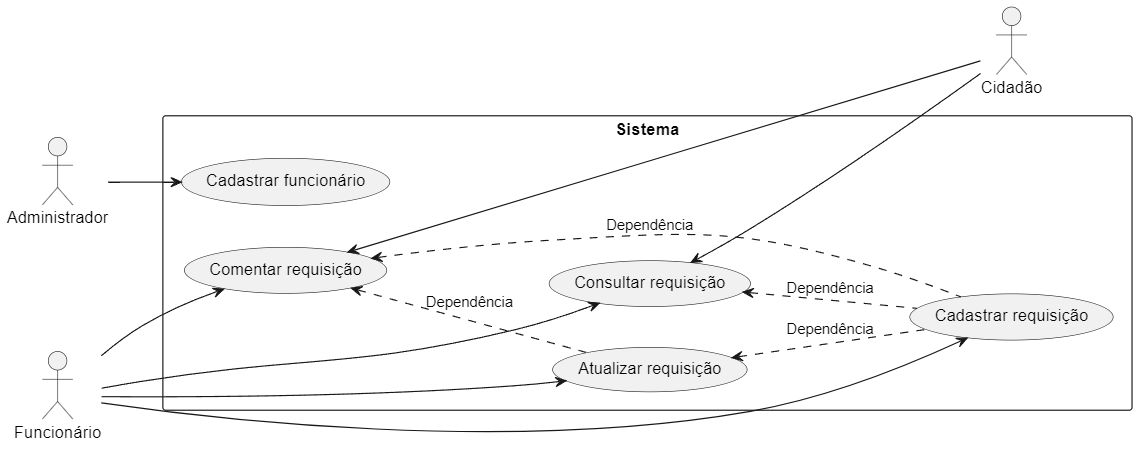 Cidadão
Sistema
Cadastrar funcionário
Administrador
Dependência
Comentar requisição
Consultar requisição
Dependência
Dependência
Cadastrar requisição
Dependência
Atualizar requisição
Funcionário